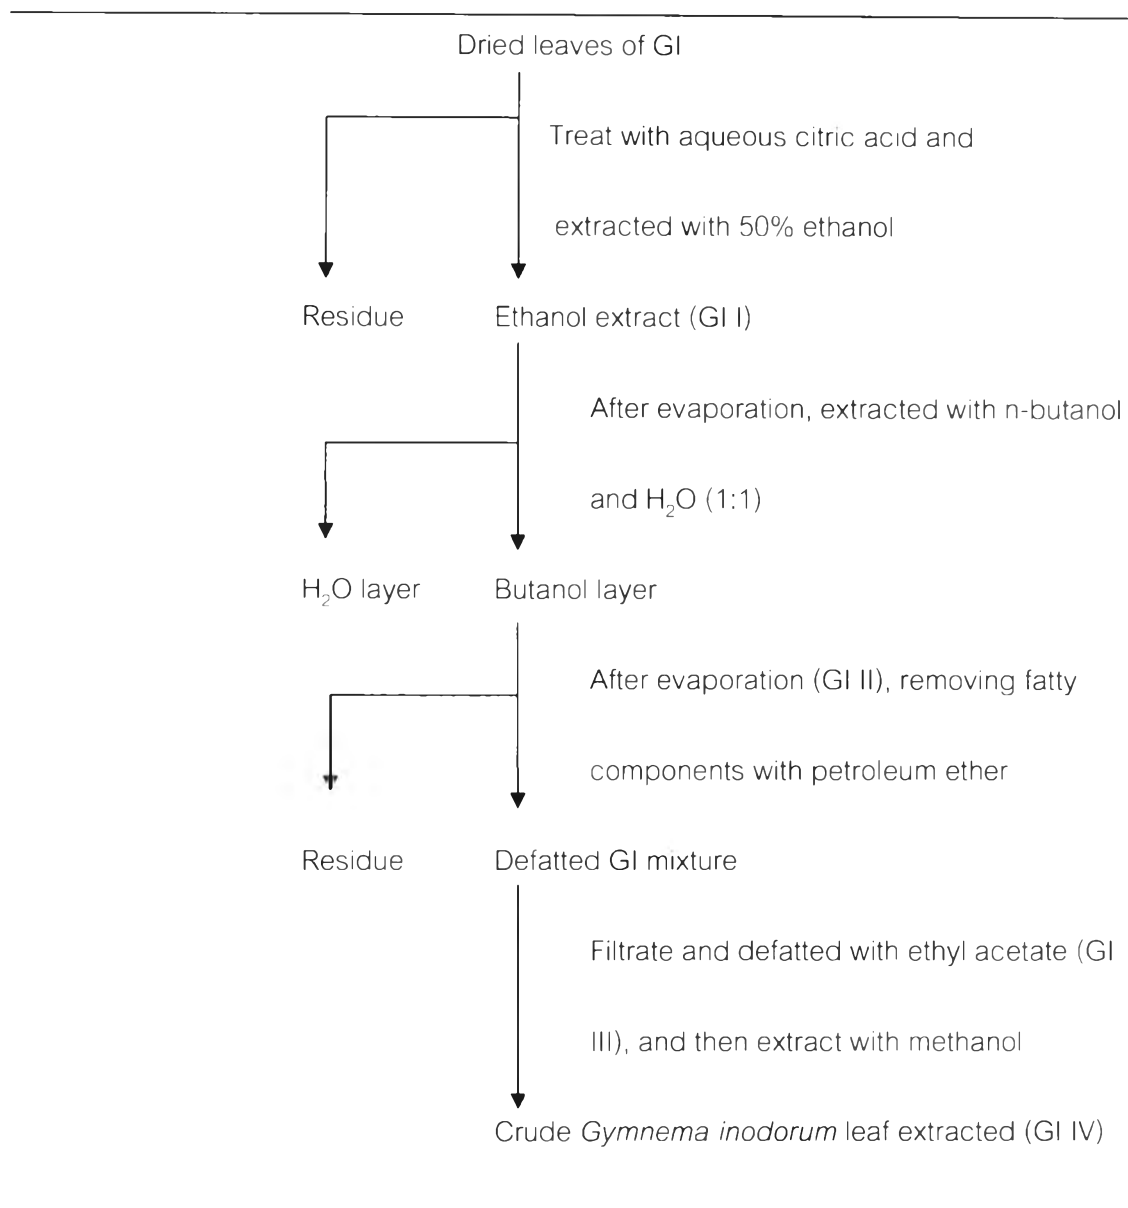 Dried leaves of GI
Treat with aqueous citric acid and
extracted with 50% ethanol
Residue
Ethanol extract (GI I)
After evaporation, extracted with n-butanol
and H₂O (1:1)
H₂O layer
Butanol layer
After evaporation (GI II), removing fatty
components with petroleum ether
Residue
Defatted GI mixture
Filtrate and defatted with ethyl acetate (GI
III), and then extract with methanol
Crude Gymnema inodorum leaf extracted (GI IV)